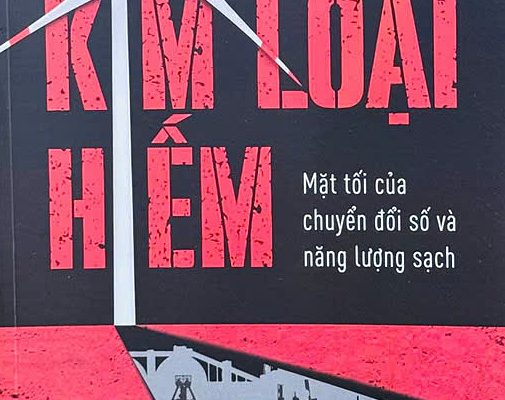 KIM LOẠI
HIẾM
Mặt tối của
chuyển đổi số và
năng lượng sạch